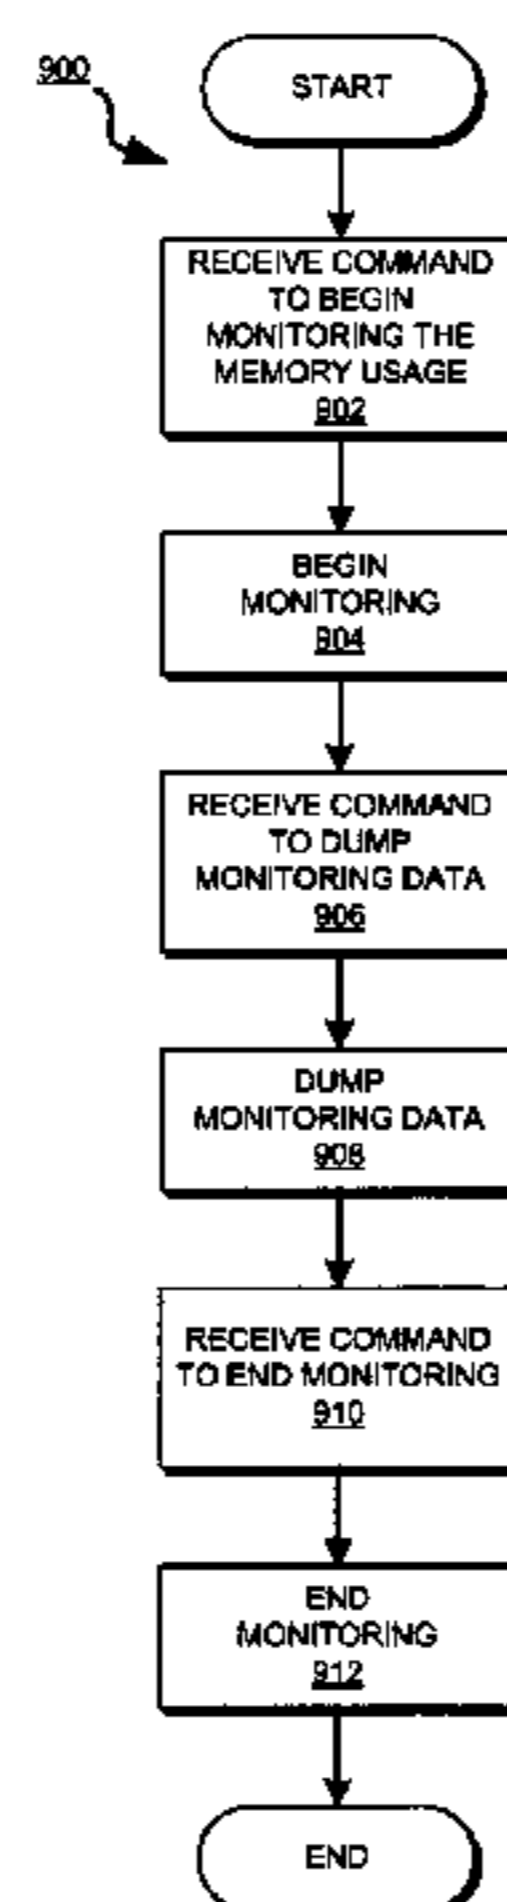 900
START
RECEIVE COMMAND
TO BEGIN
MONITORING THE
MEMORY USAGE
902
BEGIN
MONITORING
904
RECEIVE COMMAND
TO DUMP
MONITORING DATA
906
DUMP
MONITORING DATA
908
RECEIVE COMMAND
TO END MONITORING
910
END
MONITORING
912
END